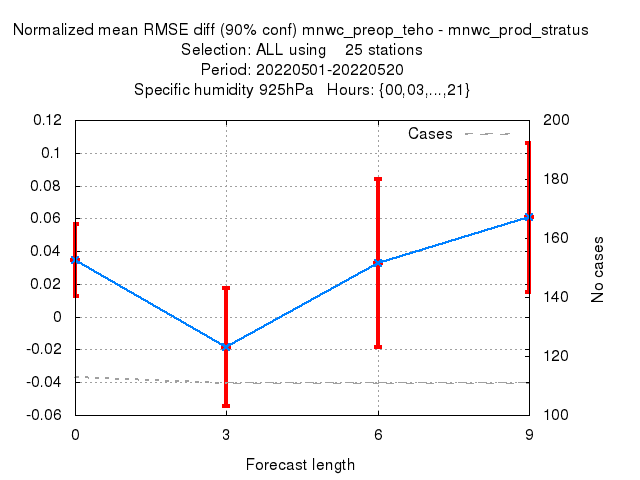 Normalized mean RMSE diff (90% conf) mnwc_preop_teho - mnwc_prod_stratus
Selection: ALL using 25 stations
Period: 20220501-20220520
Specific humidity 925hPa Hours: {00,03,...,21}
Cases
0.12
0.1
0.08
0.06
0.04
0.02
0
-0.02
-0.04
-0.06
200
180
160
140
120
100
No cases
0 3 6 9
Forecast length